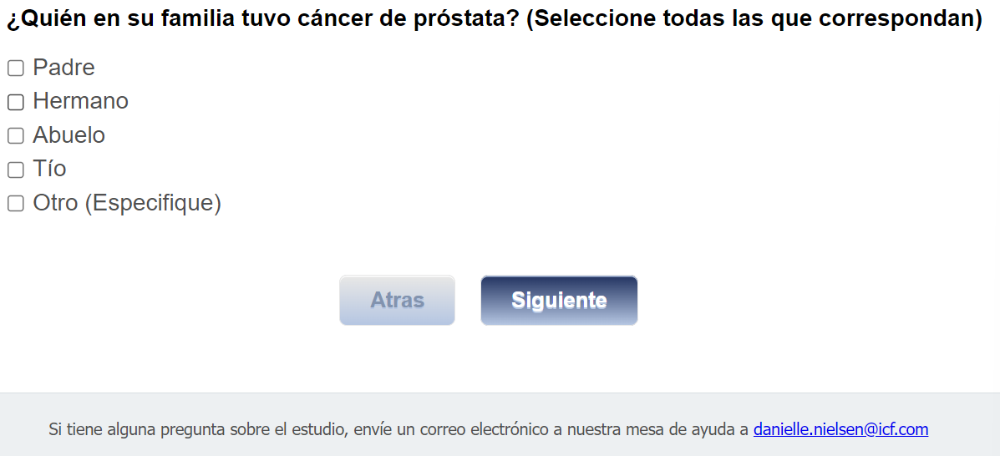 ¿Quién en su familia tuvo cáncer de próstata? (Seleccione todas las que correspondan)
Padre
Hermano
Abuelo
Tío
Otro (Especifique)
Atras Siguiente
Si tiene alguna pregunta sobre el estudio, envíe un correo electrónico a nuestra mesa de ayuda a danielle.nielsen@icf.com